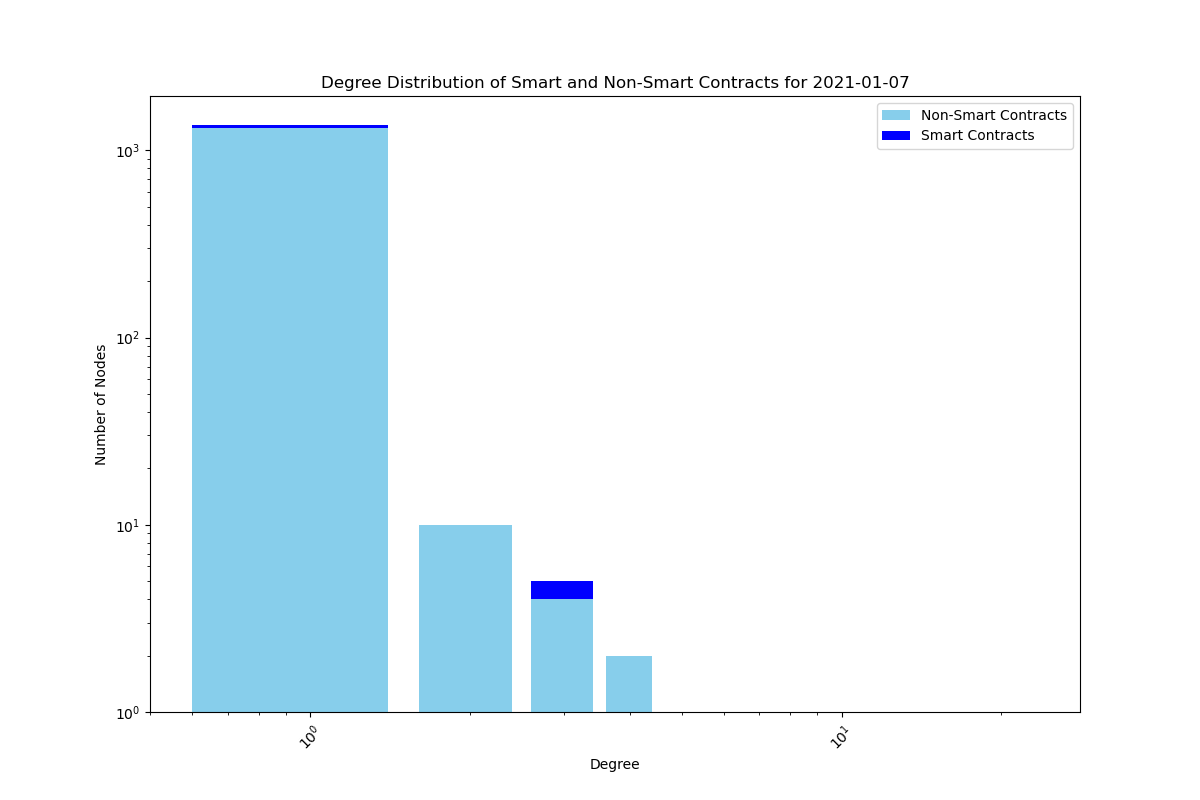 Degree Distribution of Smart and Non-Smart Contracts for 2021-01-07
Non-Smart Contracts
Smart Contracts
Number of Nodes
10³
10²
10¹
10⁰
10⁰
10¹
Degree